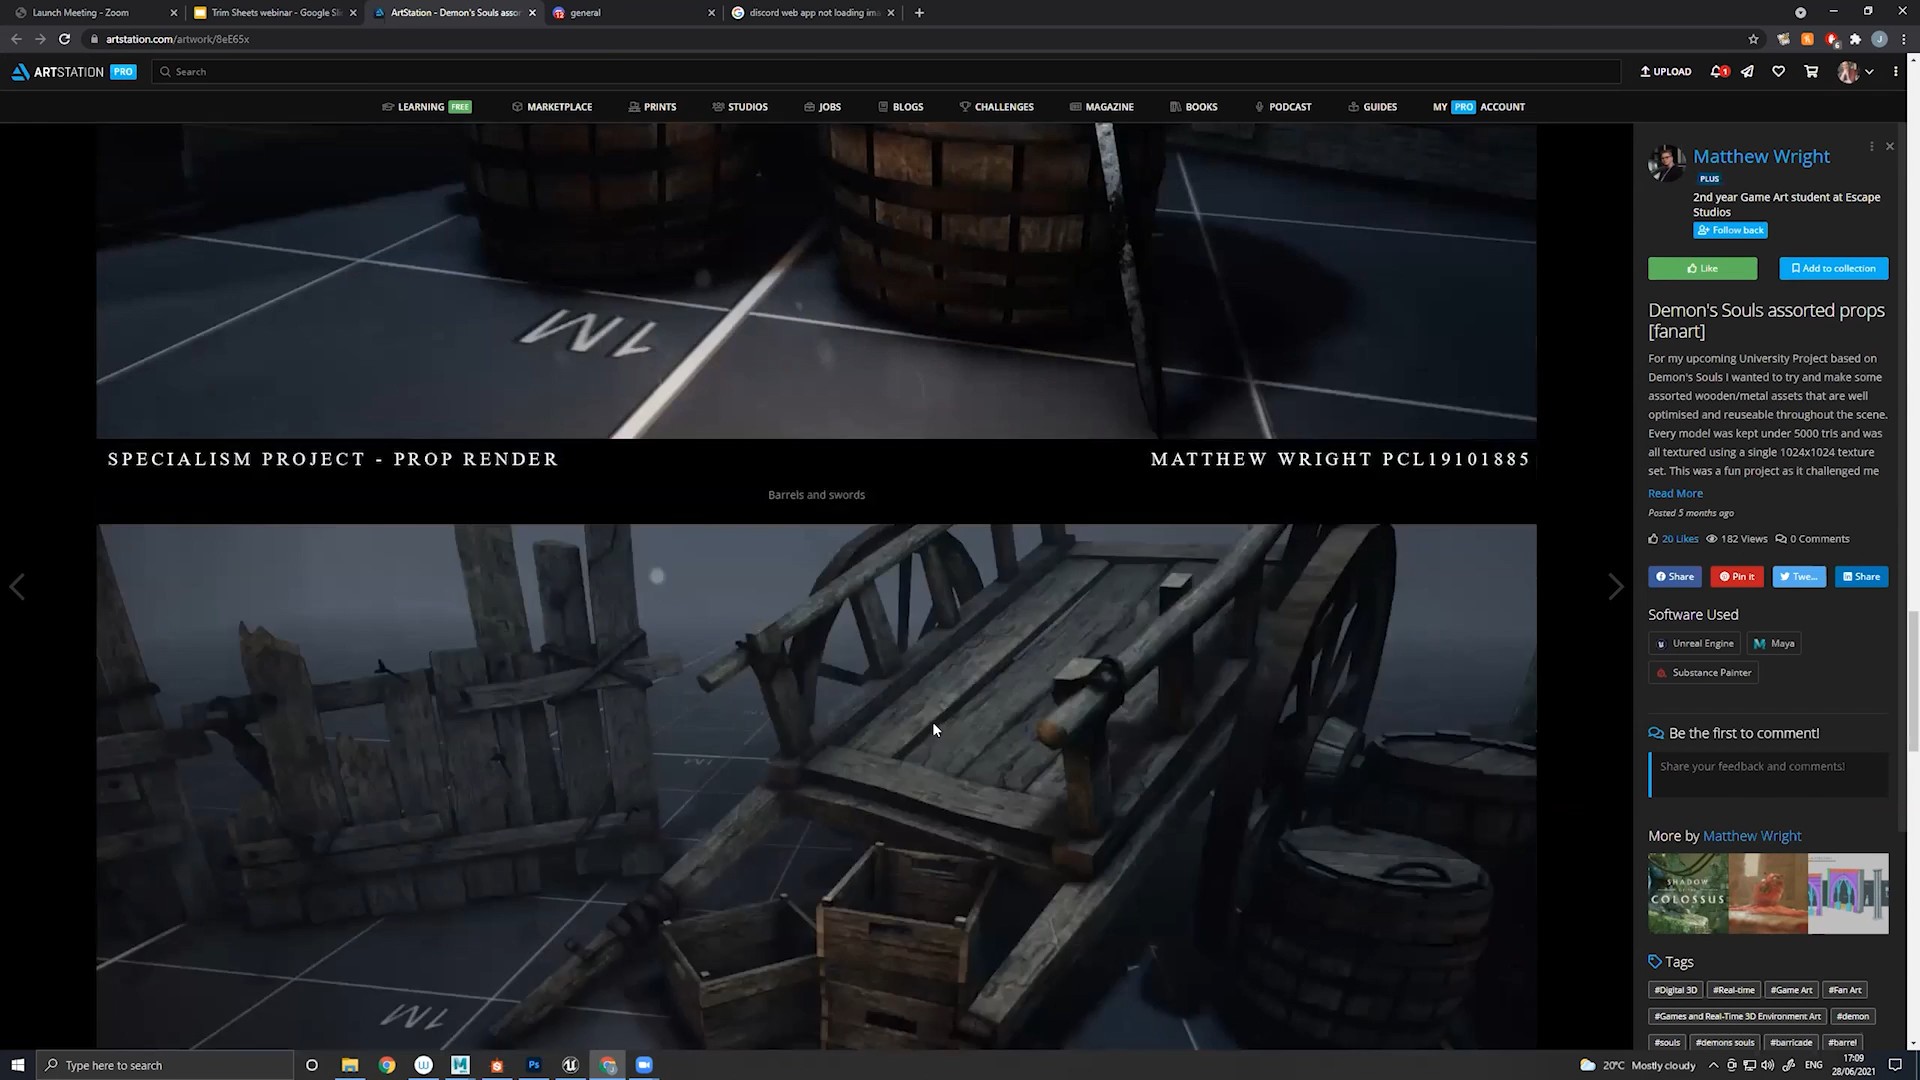 Launch Meeting - Zoom
Trim Sheets webinar - Google Sli
ArtStation - Demon's Souls assor
general
discord web app not loading ima
artstation.com/artwork/8eE65x
ARTSTATION PRO
Search
UPLOAD
1
LEARNING FREE
MARKETPLACE
PRINTS
STUDIOS
JOBS
BLOGS
CHALLENGES
MAGAZINE
BOOKS
PODCAST
GUIDES
MY PRO ACCOUNT
1M
SPECIALISM PROJECT - PROP RENDER
MATTHEW WRIGHT PCL19101885
Barrels and swords
1M
1M
Matthew Wright
PLUS
2nd year Game Art student at Escape
Studios
Follow back
Like
Add to collection
Demon's Souls assorted props
[fanart]
For my upcoming University Project based on
Demon's Souls I wanted to try and make some
assorted wooden/metal assets that are well
optimised and reuseable throughout the scene.
Every model was kept under 5000 tris and was
all textured using a single 1024x1024 texture
set. This was a fun project as it challenged me
Read More
Posted 5 months ago
20 Likes 182 Views 0 Comments
Share
Pin it
Twe...
Share
Software Used
Unreal Engine
Maya
Substance Painter
Be the first to comment!
Share your feedback and comments!
More by Matthew Wright
SHADOW
COLOSSUS
Tags
#Digital 3D
#Real-time
#Game Art
#Fan Art
#Games and Real-Time 3D Environment Art
#demon
#souls
#demons souls
#barricade
#barrel
Type here to search
20°C Mostly cloudy
ENG
17:09
28/06/2021